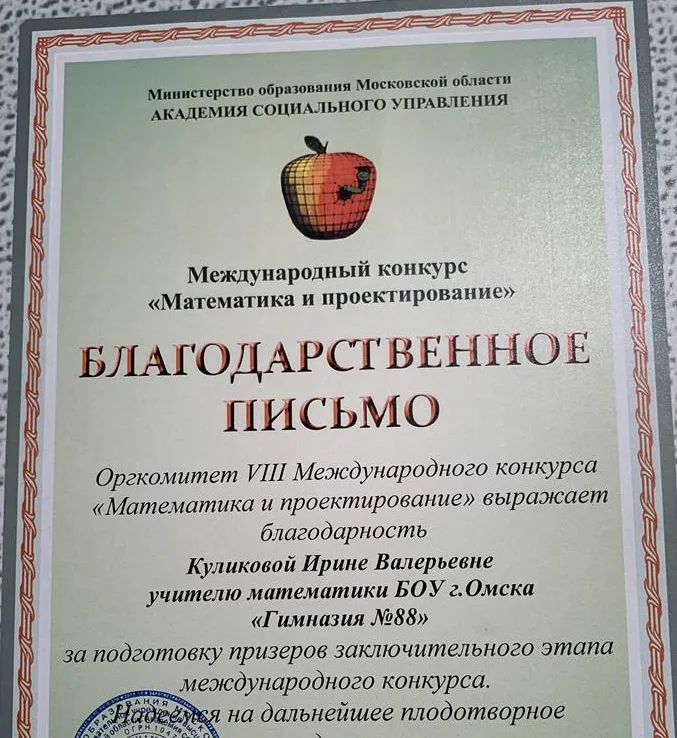 Министерство образования Московской области
АКАДЕМИЯ СОЦИАЛЬНОГО УПРАВЛЕНИЯ
Международный конкурс
«Математика и проектирование»
БЛАГОДАРСТВЕННОЕ
ПИСЬМО
Оргкомитет VIII Международного конкурса
«Математика и проектирование» выражает
благодарность
Куликовой Ирине Валерьевне
учителю математики БОУ г.Омска
«Гимназия №88»
за подготовку призеров заключительного этапа
международного конкурса.
Надеемся на дальнейшее плодотворное